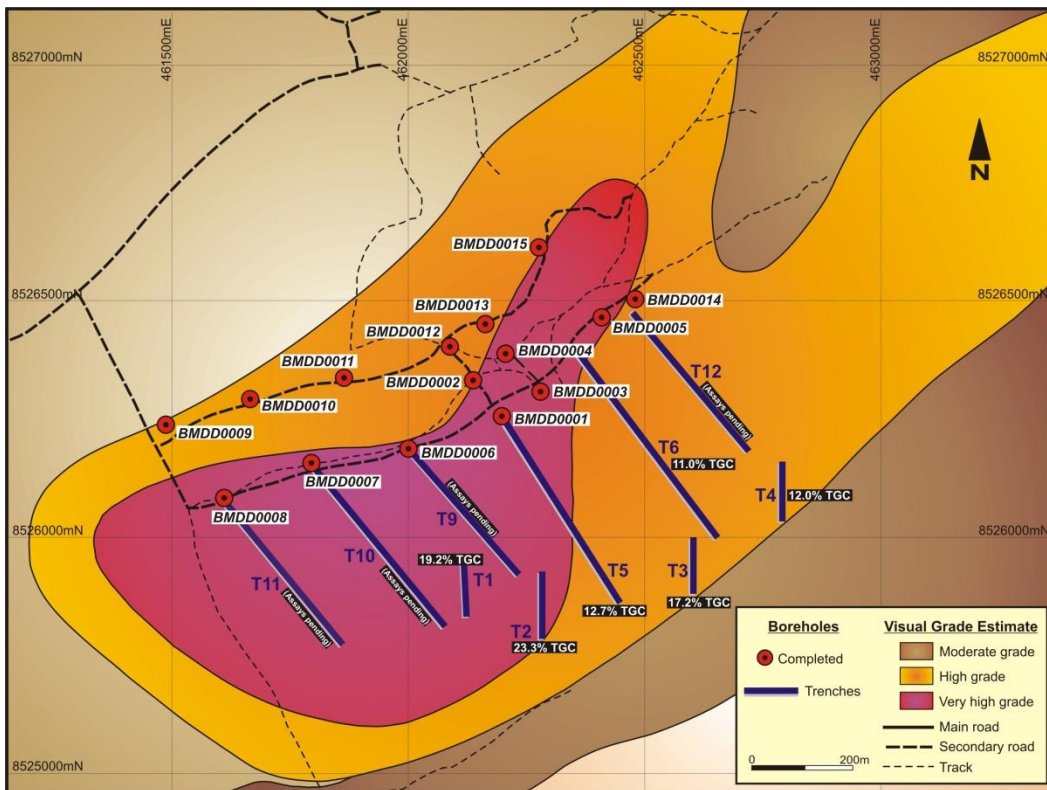 461500mE
462000mE
462500mE
463000mE
8527000mN
8527000mN
N
BMDD0015
8526500mN
8526500mN
BMDD0014
BMDD0013
BMDD0012
BMDD0005
BMDD0004
BMDD0011
BMDD0002
BMDD0003
T12
(Assays pending)
BMDD0010
BMDD0001
BMDD0009
BMDD0006
T6
11.0% TGC
BMDD0007
T4
12.0% TGC
BMDD0008
T9
(Assays pending)
8526000mN
8526000mN
19.2% TGC
T10
(Assays pending)
T1
T11
(Assays pending)
T5
T3
12.7% TGC
17.2% TGC
T2
23.3% TGC
Boreholes
Completed
Trenches
Visual Grade Estimate
Moderate grade
High grade
Very high grade
Main road
Secondary road
Track
0
200m
8525000mN